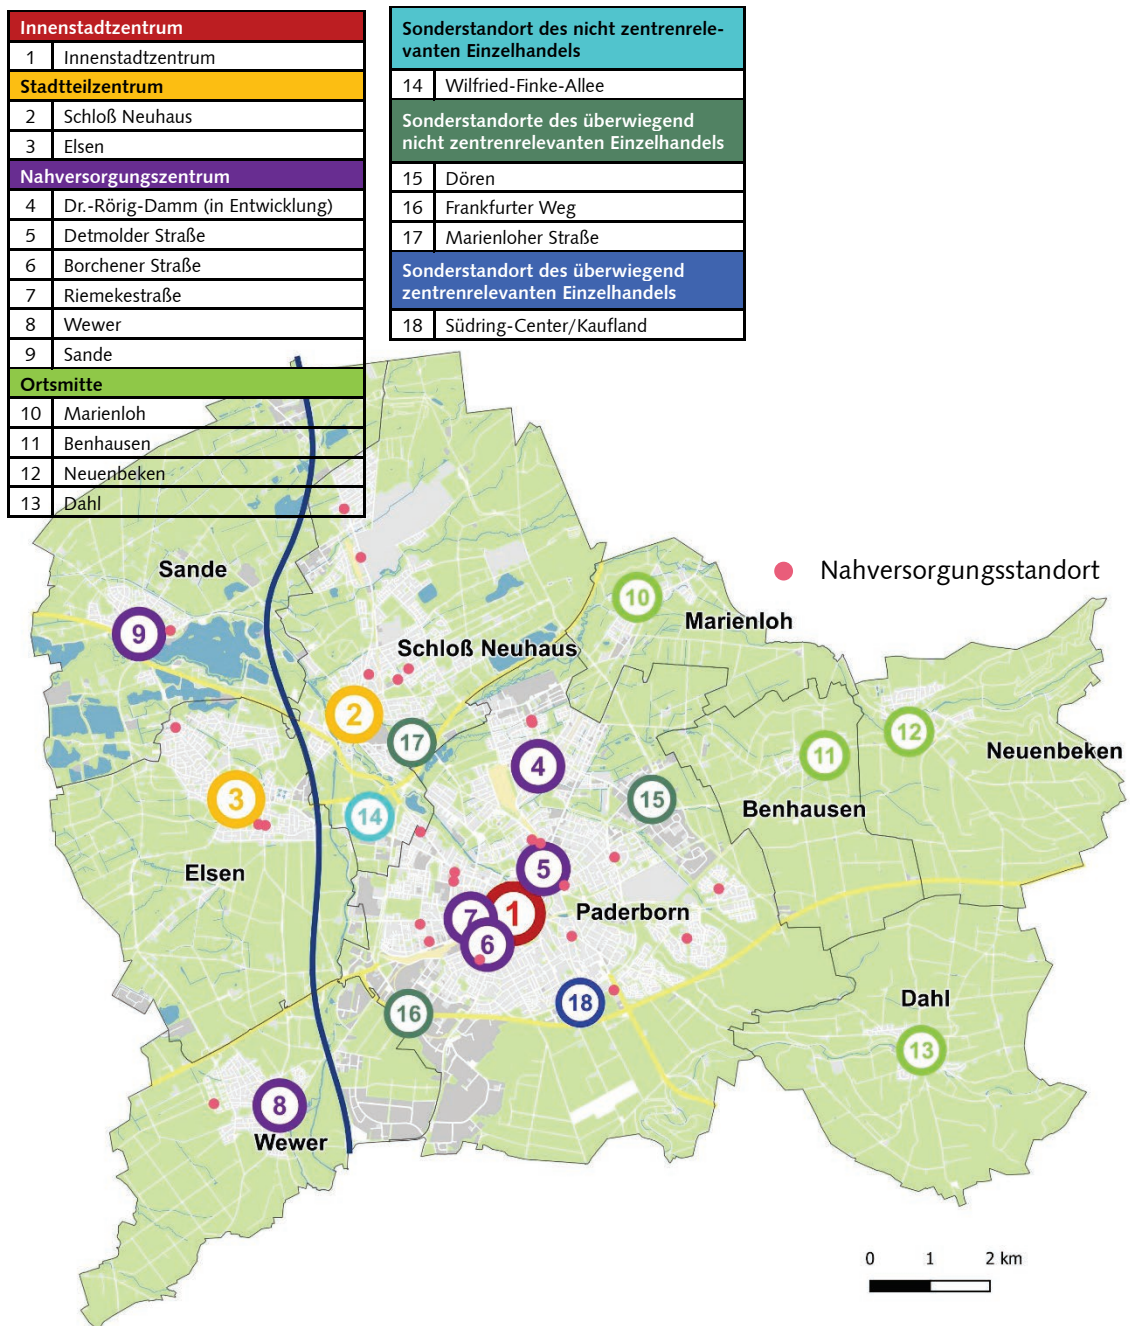 Innenstadtzentrum
1 Innenstadtzentrum
Stadtteilzentrum
2 Schloß Neuhaus
3 Elsen
Nahversorgungszentrum
4 Dr.-Rörig-Damm (in Entwicklung)
5 Detmolder Straße
6 Borchener Straße
7 Riemekestraße
8 Wewer
9 Sande
Ortsmitte
10 Marienloh
11 Benhausen
12 Neuenbeken
13 Dahl
Sonderstandort des nicht zentrenrele-
vanten Einzelhandels
14 Wilfried-Finke-Allee
Sonderstandorte des überwiegend
nicht zentrenrelevanten Einzelhandels
15 Dören
16 Frankfurter Weg
17 Marienloher Straße
Sonderstandort des überwiegend
zentrenrelevanten Einzelhandels
18 Südring-Center/Kaufland
Nahversorgungsstandort
Sande
10
Marienloh
9
Schloß Neuhaus
2
17
12
Neuenbeken
11
4
3
15
Benhausen
14
Elsen
5
7
1
Paderborn
6
18
Dahl
16
13
8
Wewer
0 1 2 km